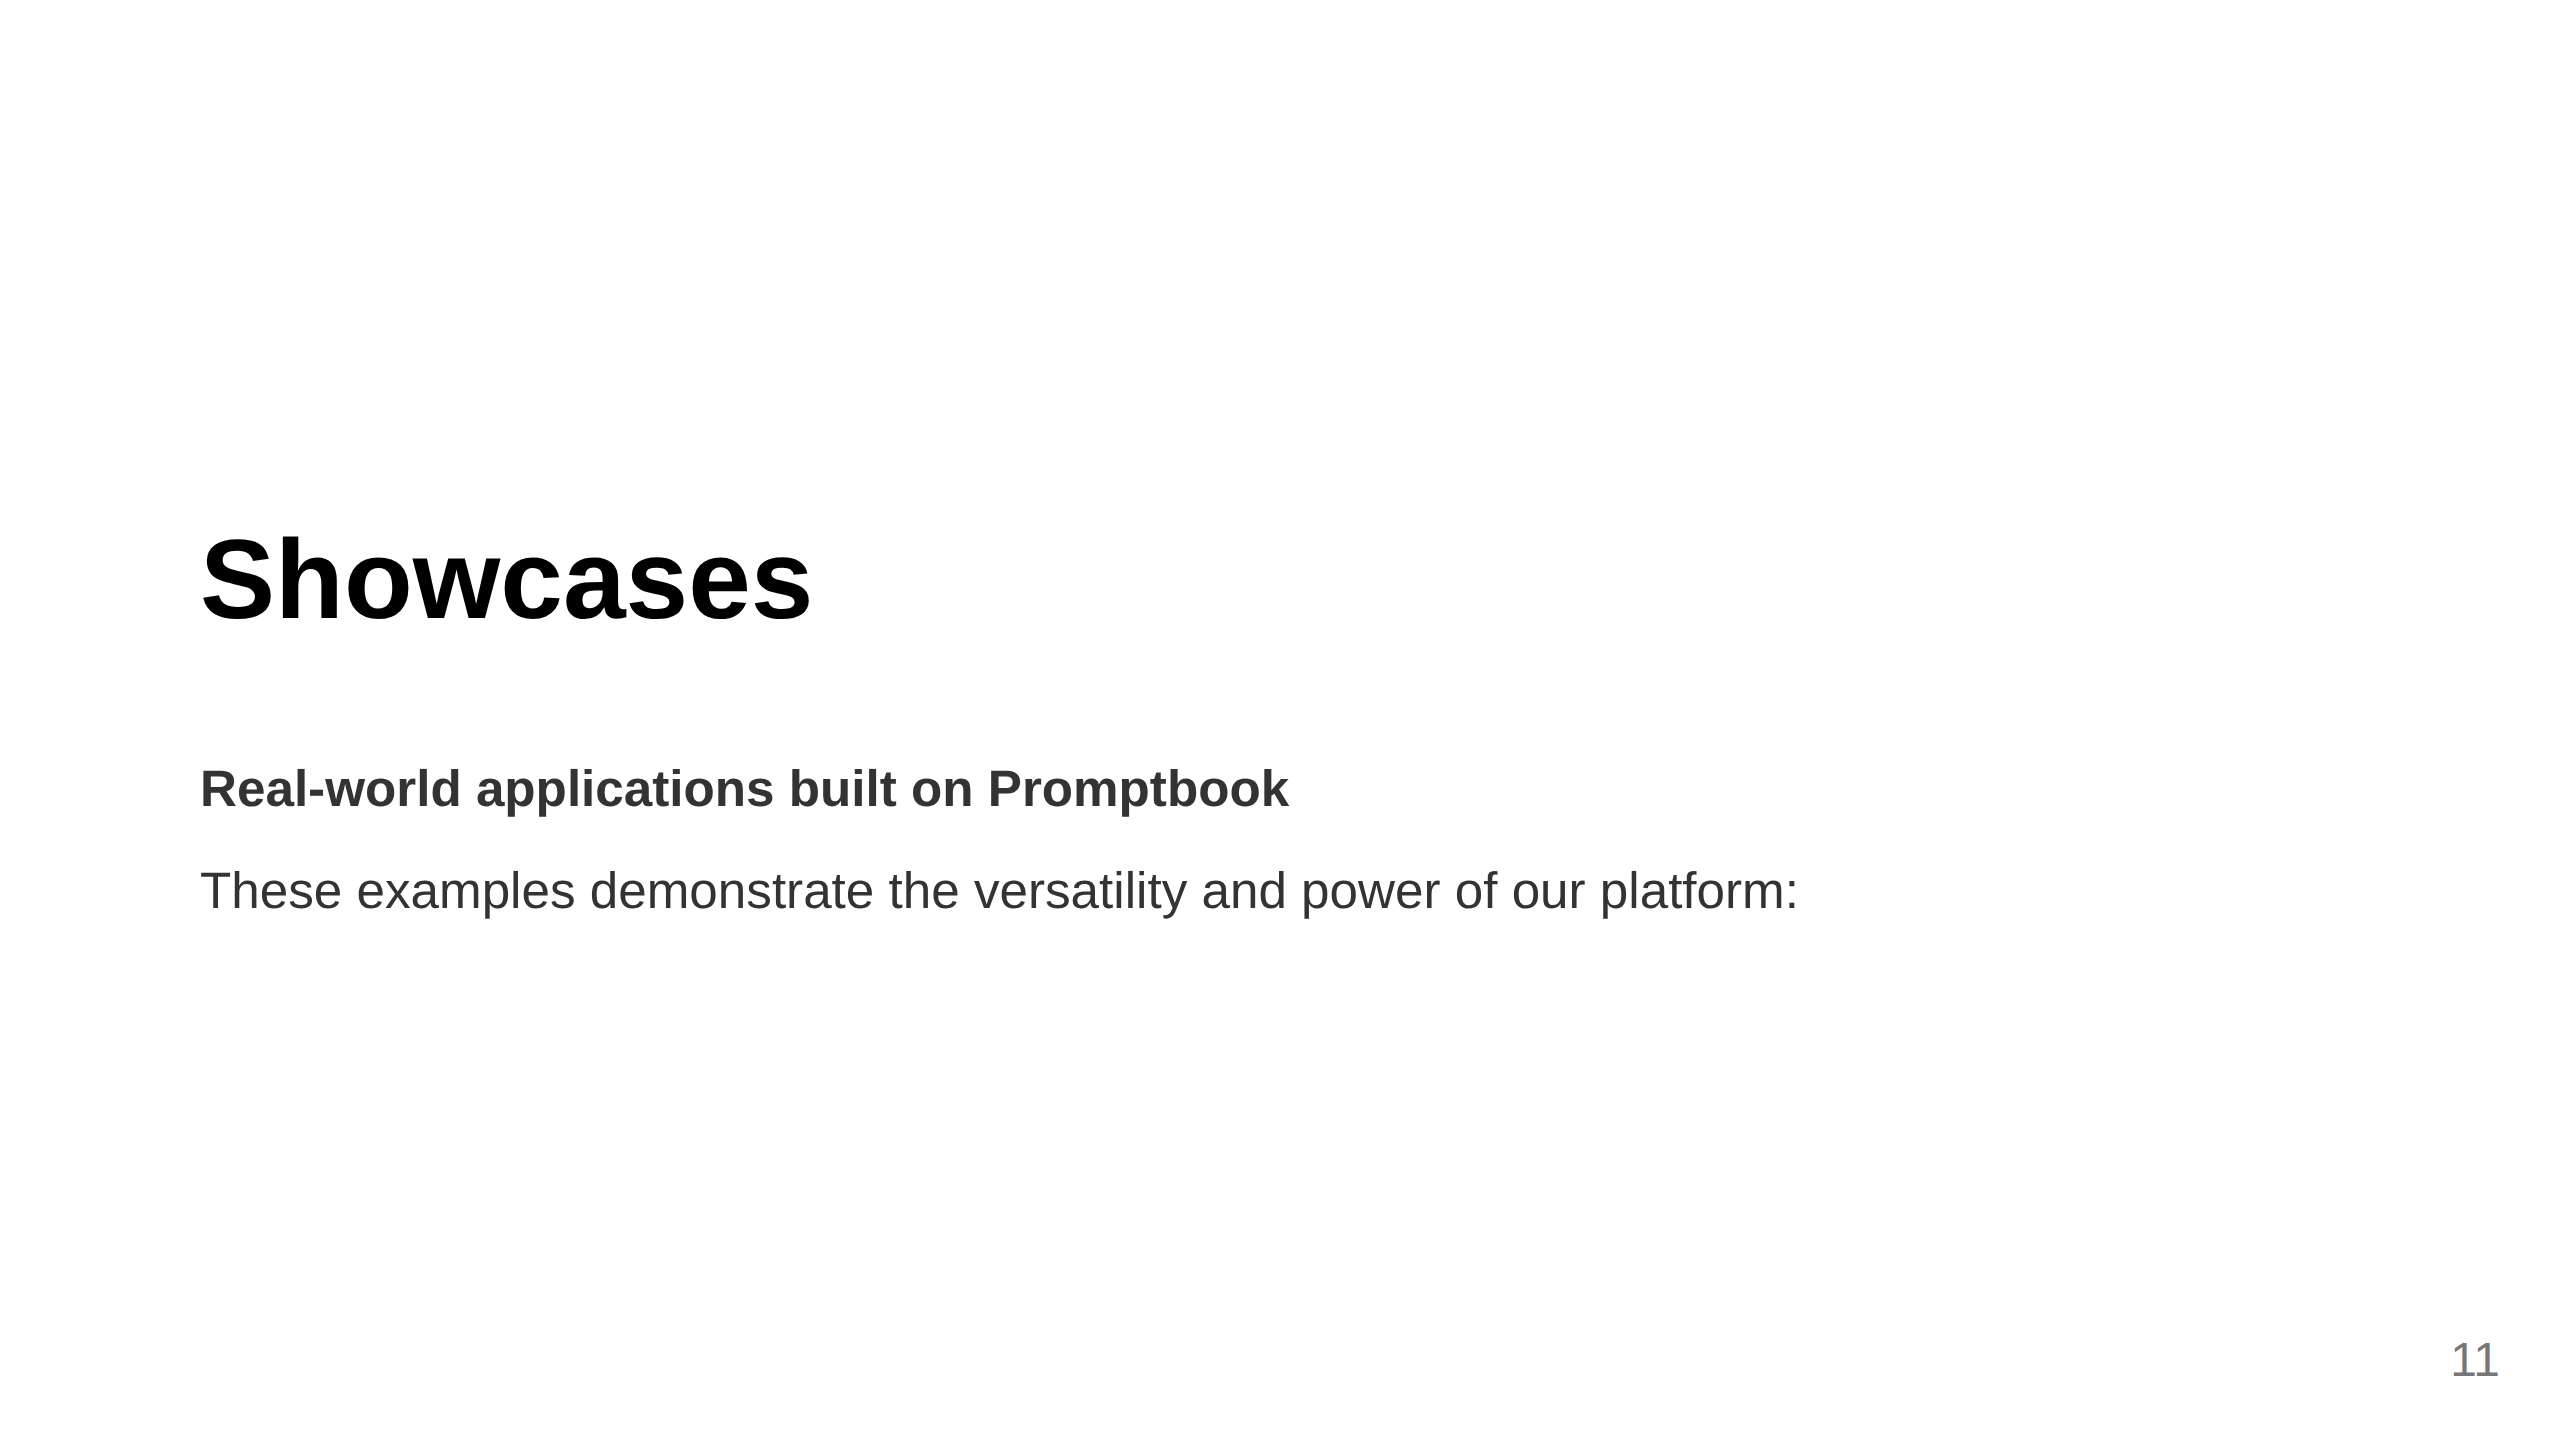 Showcases
Real-world applications built on Promptbook
These examples demonstrate the versatility and power of our platform:
11